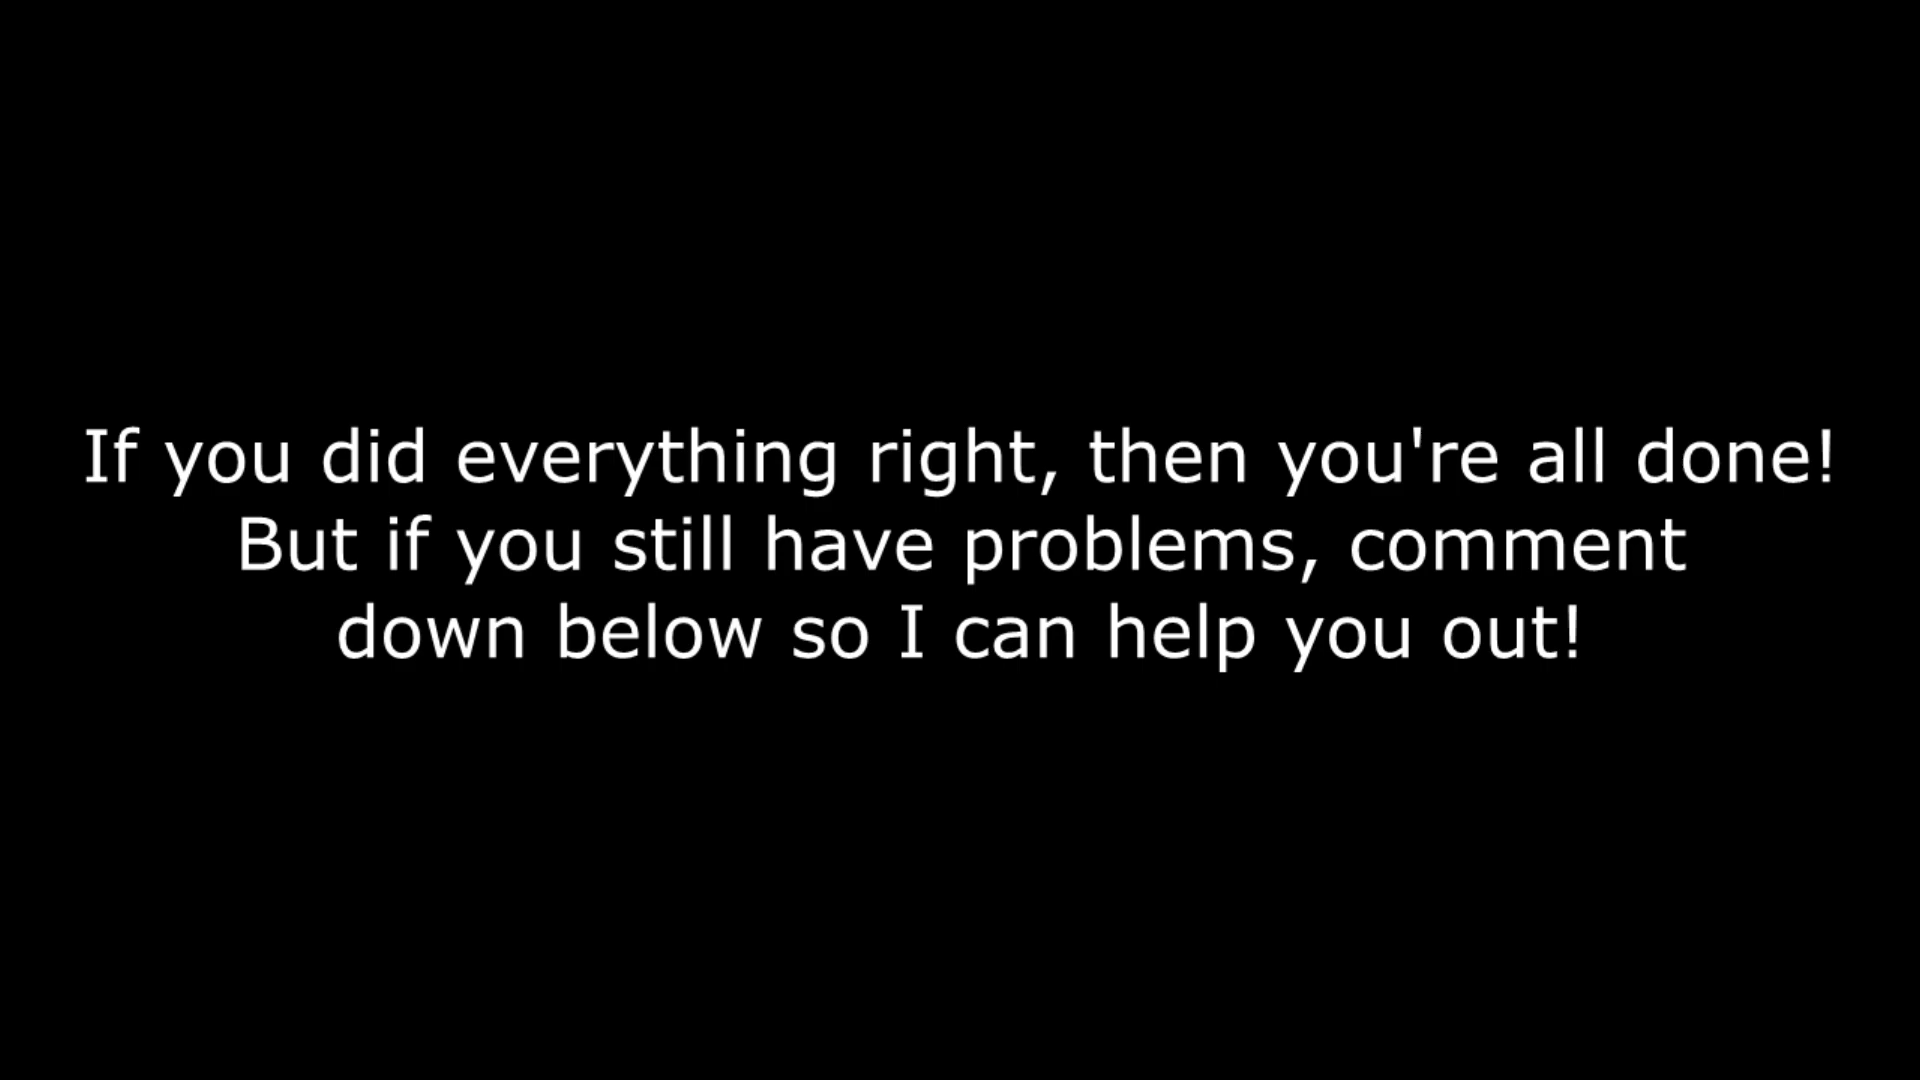 If you did everything right, then you're all done!
But if you still have problems, comment
down below so I can help you out!